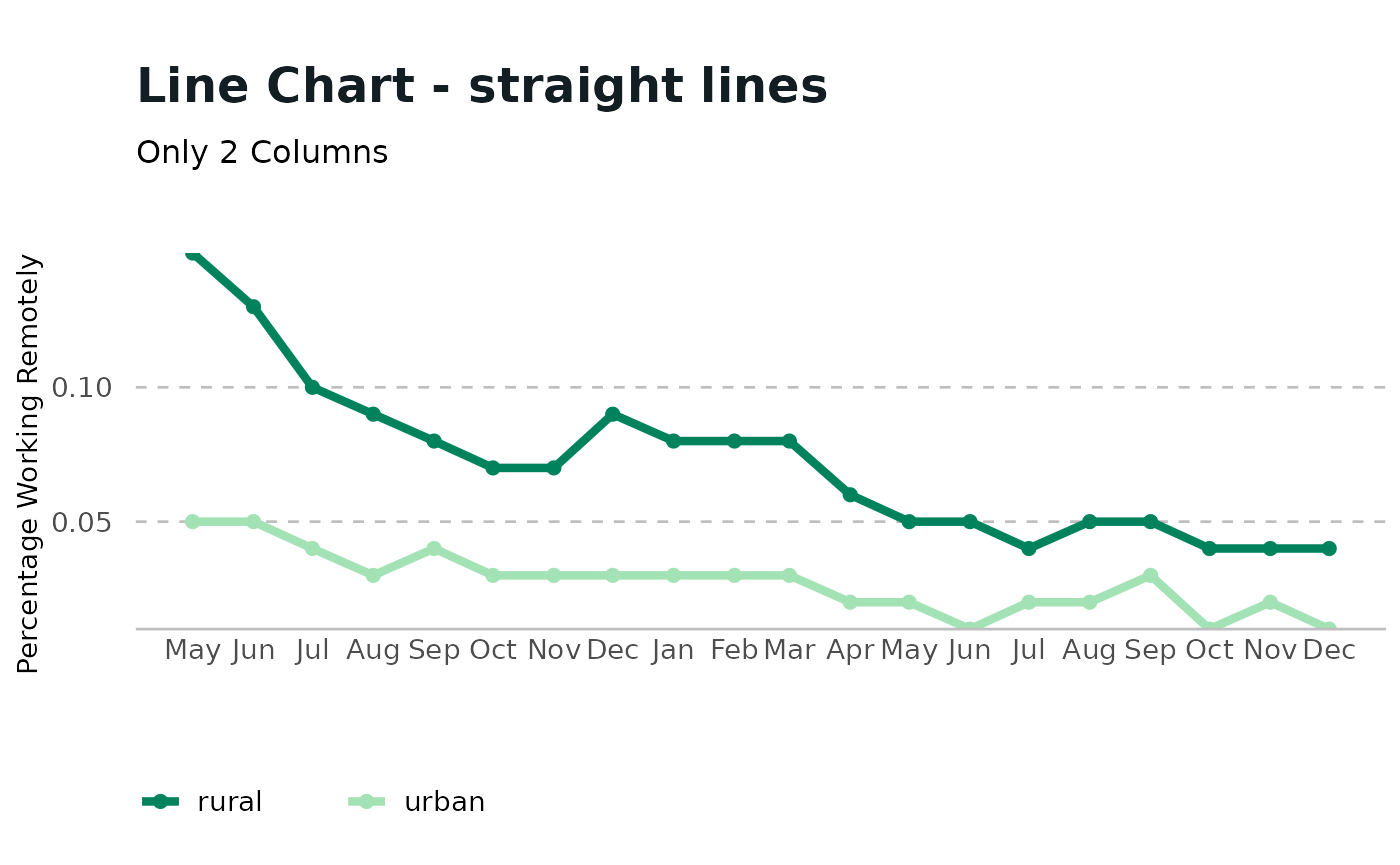 Line Chart - straight lines
Only 2 Columns
Percentage Working Remotely
0.10
0.05
May Jun Jul Aug Sep Oct Nov Dec Jan Feb Mar Apr May Jun Jul Aug Sep Oct Nov Dec
rural urban